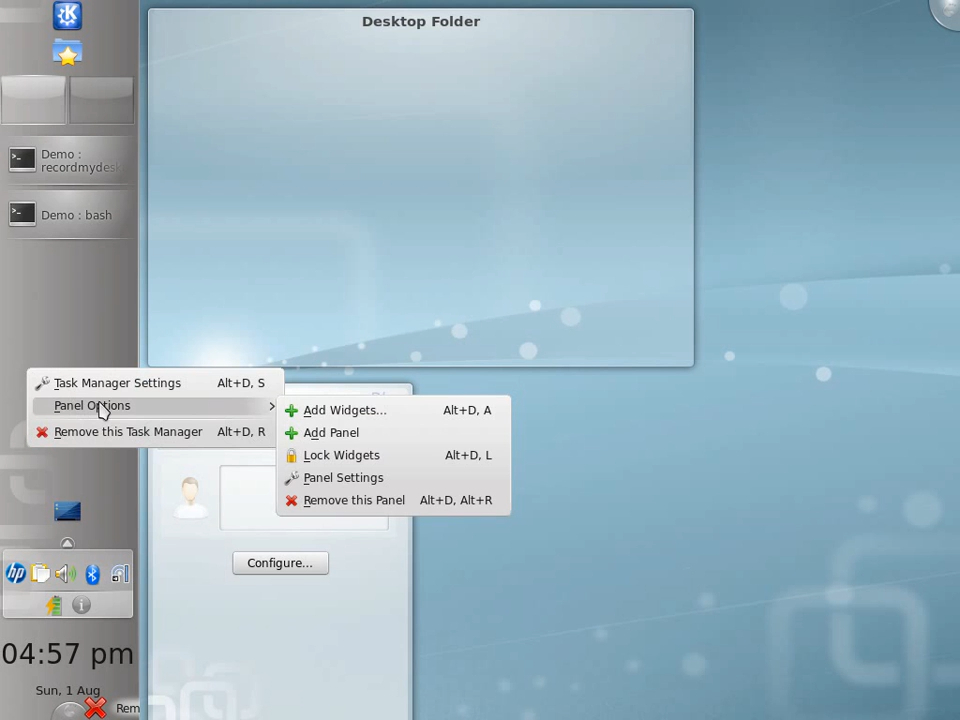 Desktop Folder
Demo :
recordmydesk
Demo : bash
Task Manager Settings Alt+D, S
Panel Options
Remove this Task Manager Alt+D, R
Add Widgets... Alt+D, A
Add Panel
Lock Widgets Alt+D, L
Panel Settings
Remove this Panel Alt+D, Alt+R
Configure...
hp
04:57 pm
Sun, 1 Aug
Rem